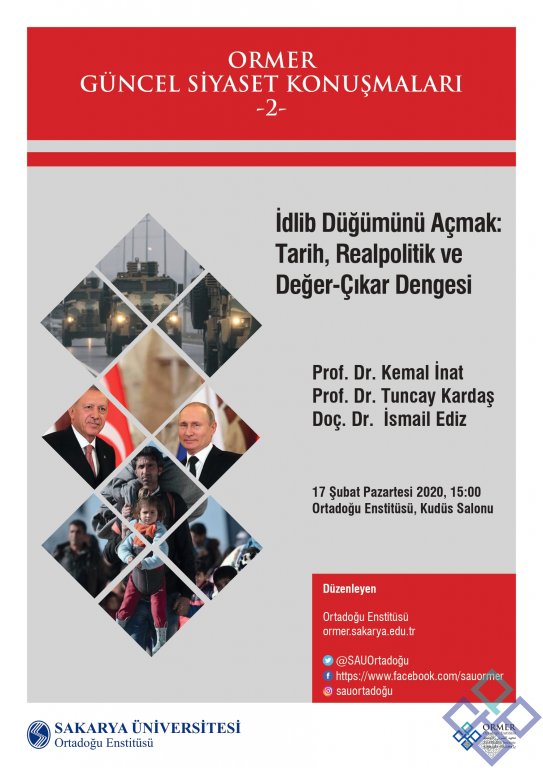 ORMER
GÜNCEL SİYASET KONUŞMALARI
-2-
İdlib Düğümünü Açmak:
Tarih, Realpolitik ve
Değer-Çıkar Dengesi
Prof. Dr. Kemal İnat
Prof. Dr. Tuncay Kardaş
Doç. Dr. İsmail Ediz
17 Şubat Pazartesi 2020, 15:00
Ortadoğu Enstitüsü, Kudüs Salonu
Düzenleyen
Ortadoğu Enstitüsü
ormer.sakarya.edu.tr
@SAUOrtadoğu
https://www.facebook.com/sauormer
sauortadoğu
SAKARYA ÜNİVERSİTESİ
Ortadoğu Enstitüsü
ORMER